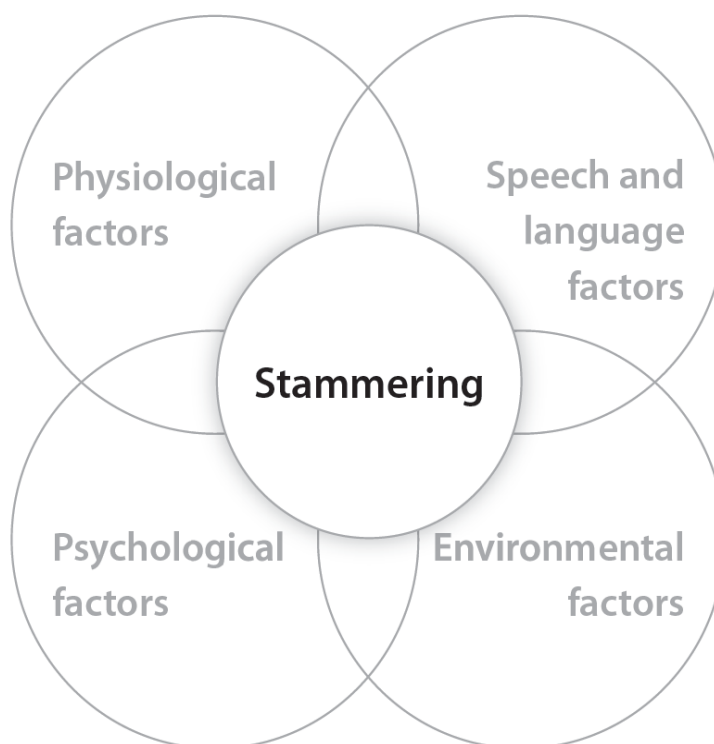 Physiological
factors
Speech and
language
factors
Stammering
Psychological
factors
Environmental
factors